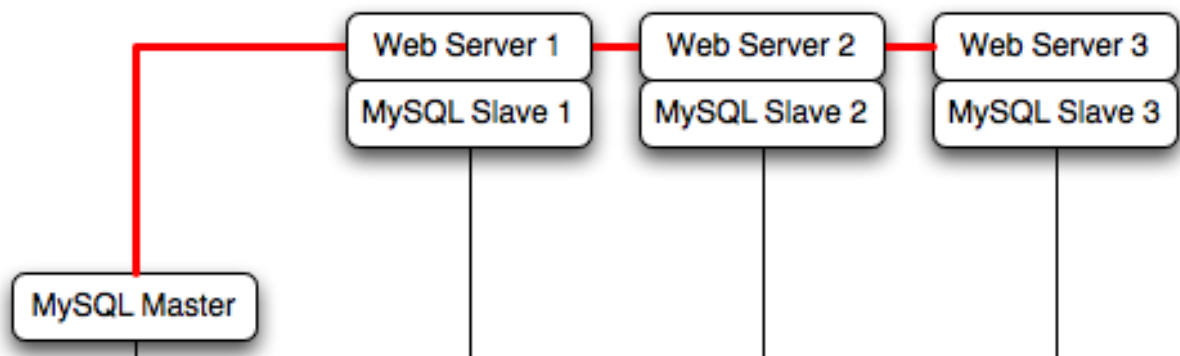 Web Server 1
Web Server 2
Web Server 3
MySQL Slave 1
MySQL Slave 2
MySQL Slave 3
MySQL Master